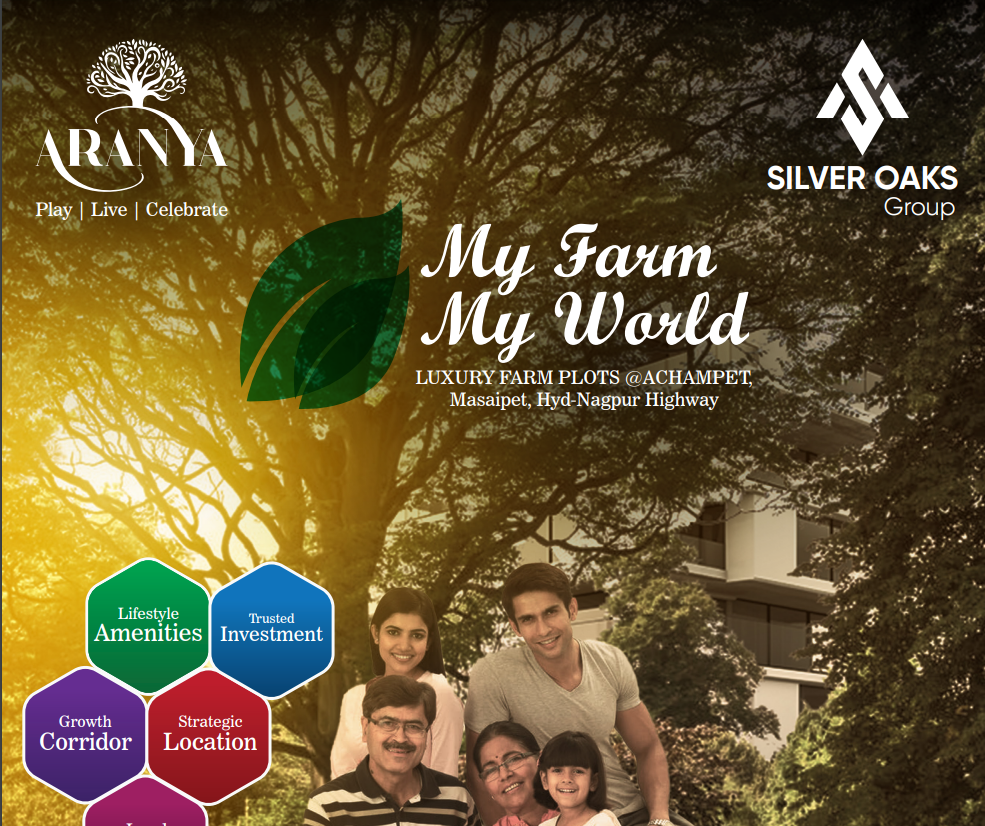 ARANYA
Play | Live | Celebrate
SILVER OAKS
Group
My Farm
My World
LUXURY FARM PLOTS @ACHAMPET,
Masaipet, Hyd-Nagpur Highway
Lifestyle
Amenities
Trusted
Investment
Growth
Corridor
Strategic
Location